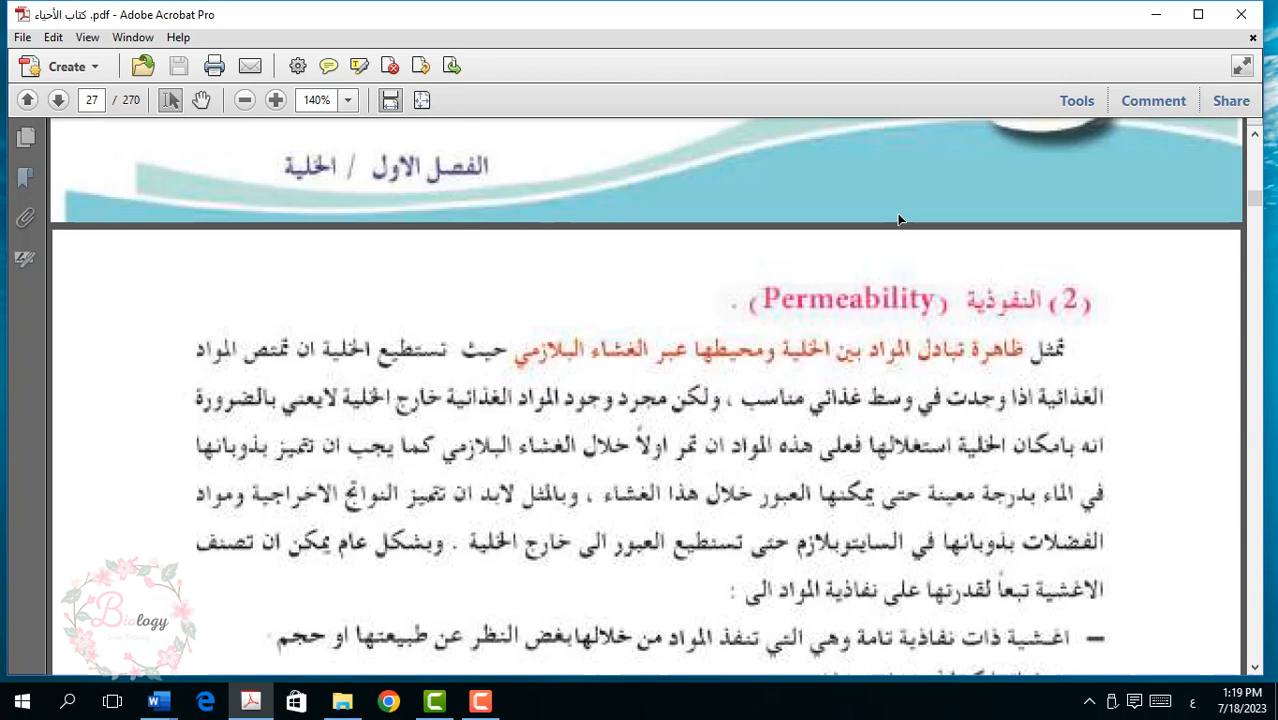 كتاب الأحياء .pdf - Adobe Acrobat Pro
File Edit View Window Help
Create
27 / 270
140%
Tools Comment Share
الفصل الاول / الخلية
(2) النفوذية (Permeability) .
تمثل ظاهرة تبادل المواد بين الخلية ومحيطها عبر الغشاء البلازمي حيث تستطيع الخلية ان تمتص المواد
الغذائية اذا وجدت في وسط غذائي مناسب ، ولكن مجرد وجود المواد الغذائية خارج الخلية لايعني بالضرورة
انه بامكان الخلية استغلالها فعلى هذه المواد ان تمر اولاً خلال الغشاء البلازمي كما يجب ان تتميز بذوبانها
في الماء بدرجة معينة حتى يمكنها العبور خلال هذا الغشاء ، وبالمثل لابد ان تتميز النواتج الاخراجية ومواد
الفضلات بذوبانها في السايتوبلازم حتى تستطيع العبور الى خارج الخلية . وبشكل عام يمكن ان تصنف
الاغشية تبعاً لقدرتها على نفاذية المواد الى :
– اغشية ذات نفاذية تامة وهي التي تنفذ المواد من خلالها بغض النظر عن طبيعتها او حجم
Biology
ع
1:19 PM
7/18/2023